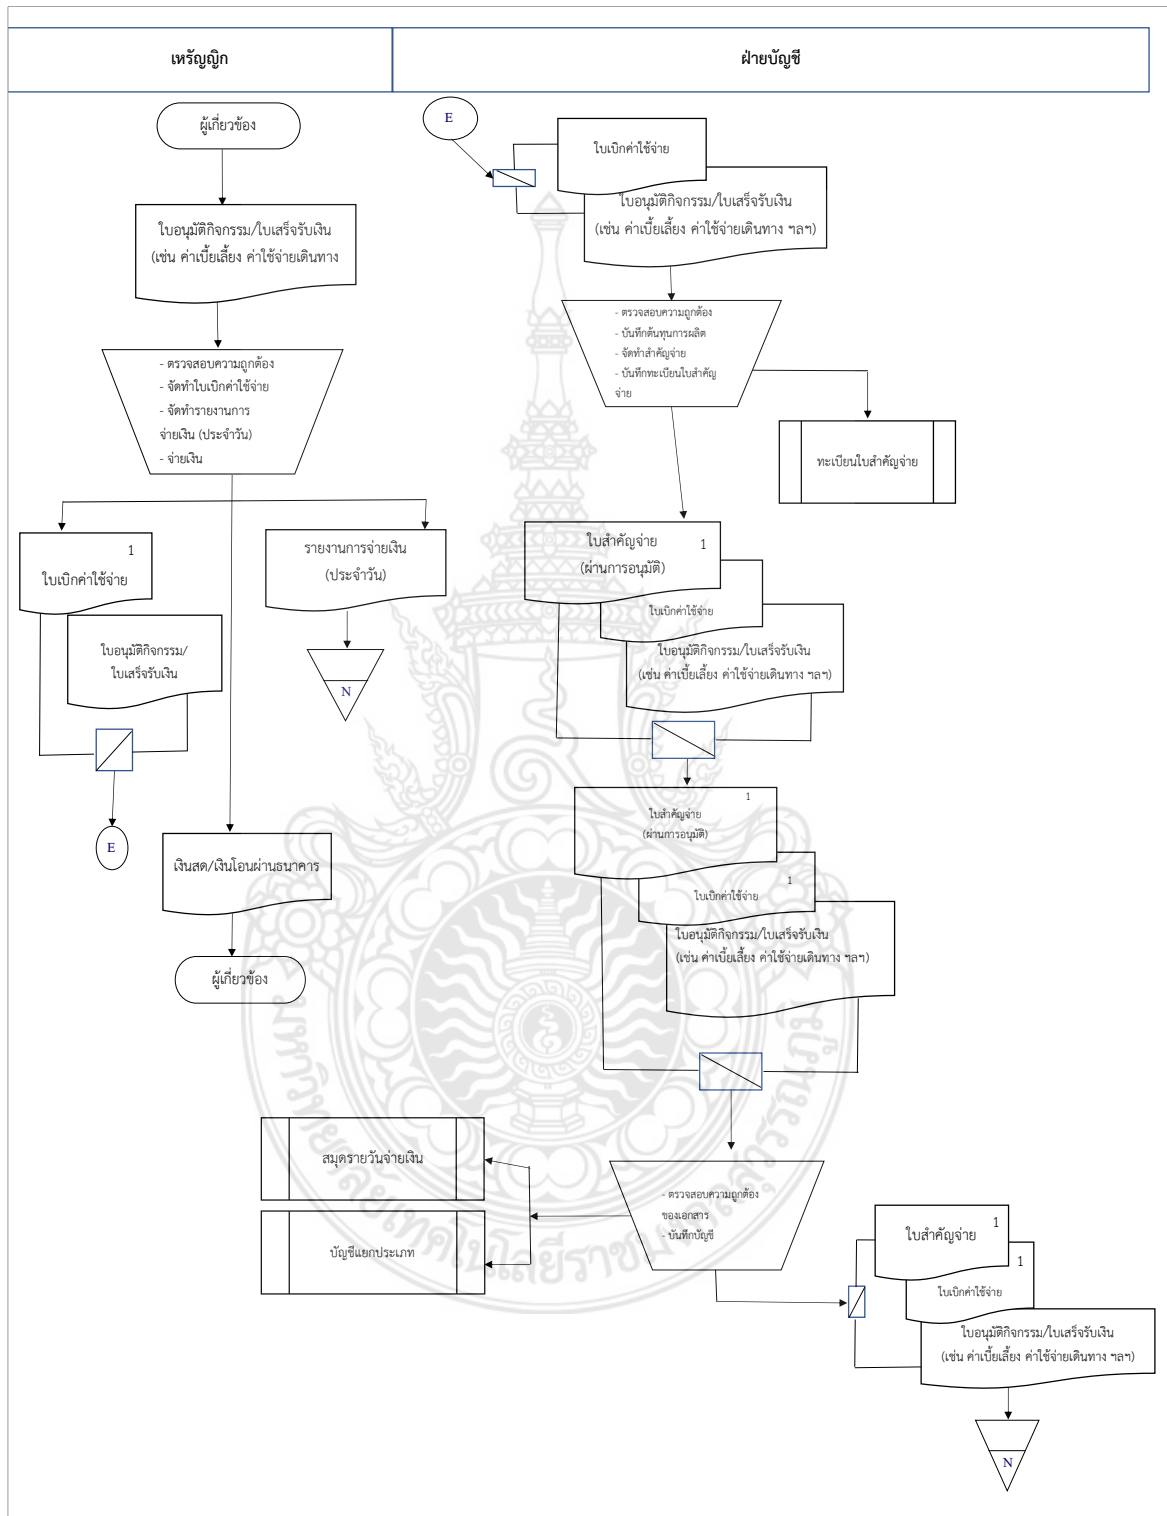 เหรัญญิก
ฝ่ายบัญชี
ผู้เกี่ยวข้อง
ใบอนุมัติกิจกรรม/ใบเสร็จรับเงิน
(เช่น ค่าเบี้ยเลี้ยง ค่าใช้จ่ายเดินทาง
- ตรวจสอบความถูกต้อง
- จัดทำใบเบิกค่าใช้จ่าย
- จัดทำรายงานการ
จ่ายเงิน (ประจำวัน)
- จ่ายเงิน
1
ใบเบิกค่าใช้จ่าย
ใบอนุมัติกิจกรรม/
ใบเสร็จรับเงิน
E
รายงานการจ่ายเงิน
(ประจำวัน)
N
เงินสด/เงินโอนผ่านธนาคาร
ผู้เกี่ยวข้อง
E
ใบเบิกค่าใช้จ่าย
ใบอนุมัติกิจกรรม/ใบเสร็จรับเงิน
(เช่น ค่าเบี้ยเลี้ยง ค่าใช้จ่ายเดินทาง ฯลฯ)
- ตรวจสอบความถูกต้อง
- บันทึกต้นทุนการผลิต
- จัดทำสำคัญจ่าย
- บันทึกทะเบียนใบสำคัญ
จ่าย
ทะเบียนใบสำคัญจ่าย
ใบสำคัญจ่าย 1
(ผ่านการอนุมัติ)
ใบเบิกค่าใช้จ่าย
ใบอนุมัติกิจกรรม/ใบเสร็จรับเงิน
(เช่น ค่าเบี้ยเลี้ยง ค่าใช้จ่ายเดินทาง ฯลฯ)
1
ใบสำคัญจ่าย
(ผ่านการอนุมัติ)
1
ใบเบิกค่าใช้จ่าย
ใบอนุมัติกิจกรรม/ใบเสร็จรับเงิน
(เช่น ค่าเบี้ยเลี้ยง ค่าใช้จ่ายเดินทาง ฯลฯ)
- ตรวจสอบความถูกต้อง
ของเอกสาร
- บันทึกบัญชี
สมุดรายวันจ่ายเงิน
บัญชีแยกประเภท
1
ใบสำคัญจ่าย
1
ใบเบิกค่าใช้จ่าย
ใบอนุมัติกิจกรรม/ใบเสร็จรับเงิน
(เช่น ค่าเบี้ยเลี้ยง ค่าใช้จ่ายเดินทาง ฯลฯ)
N
มหาวิทยาลัยเทคโนโลยีราชมงคลสุวรรณภูมิ